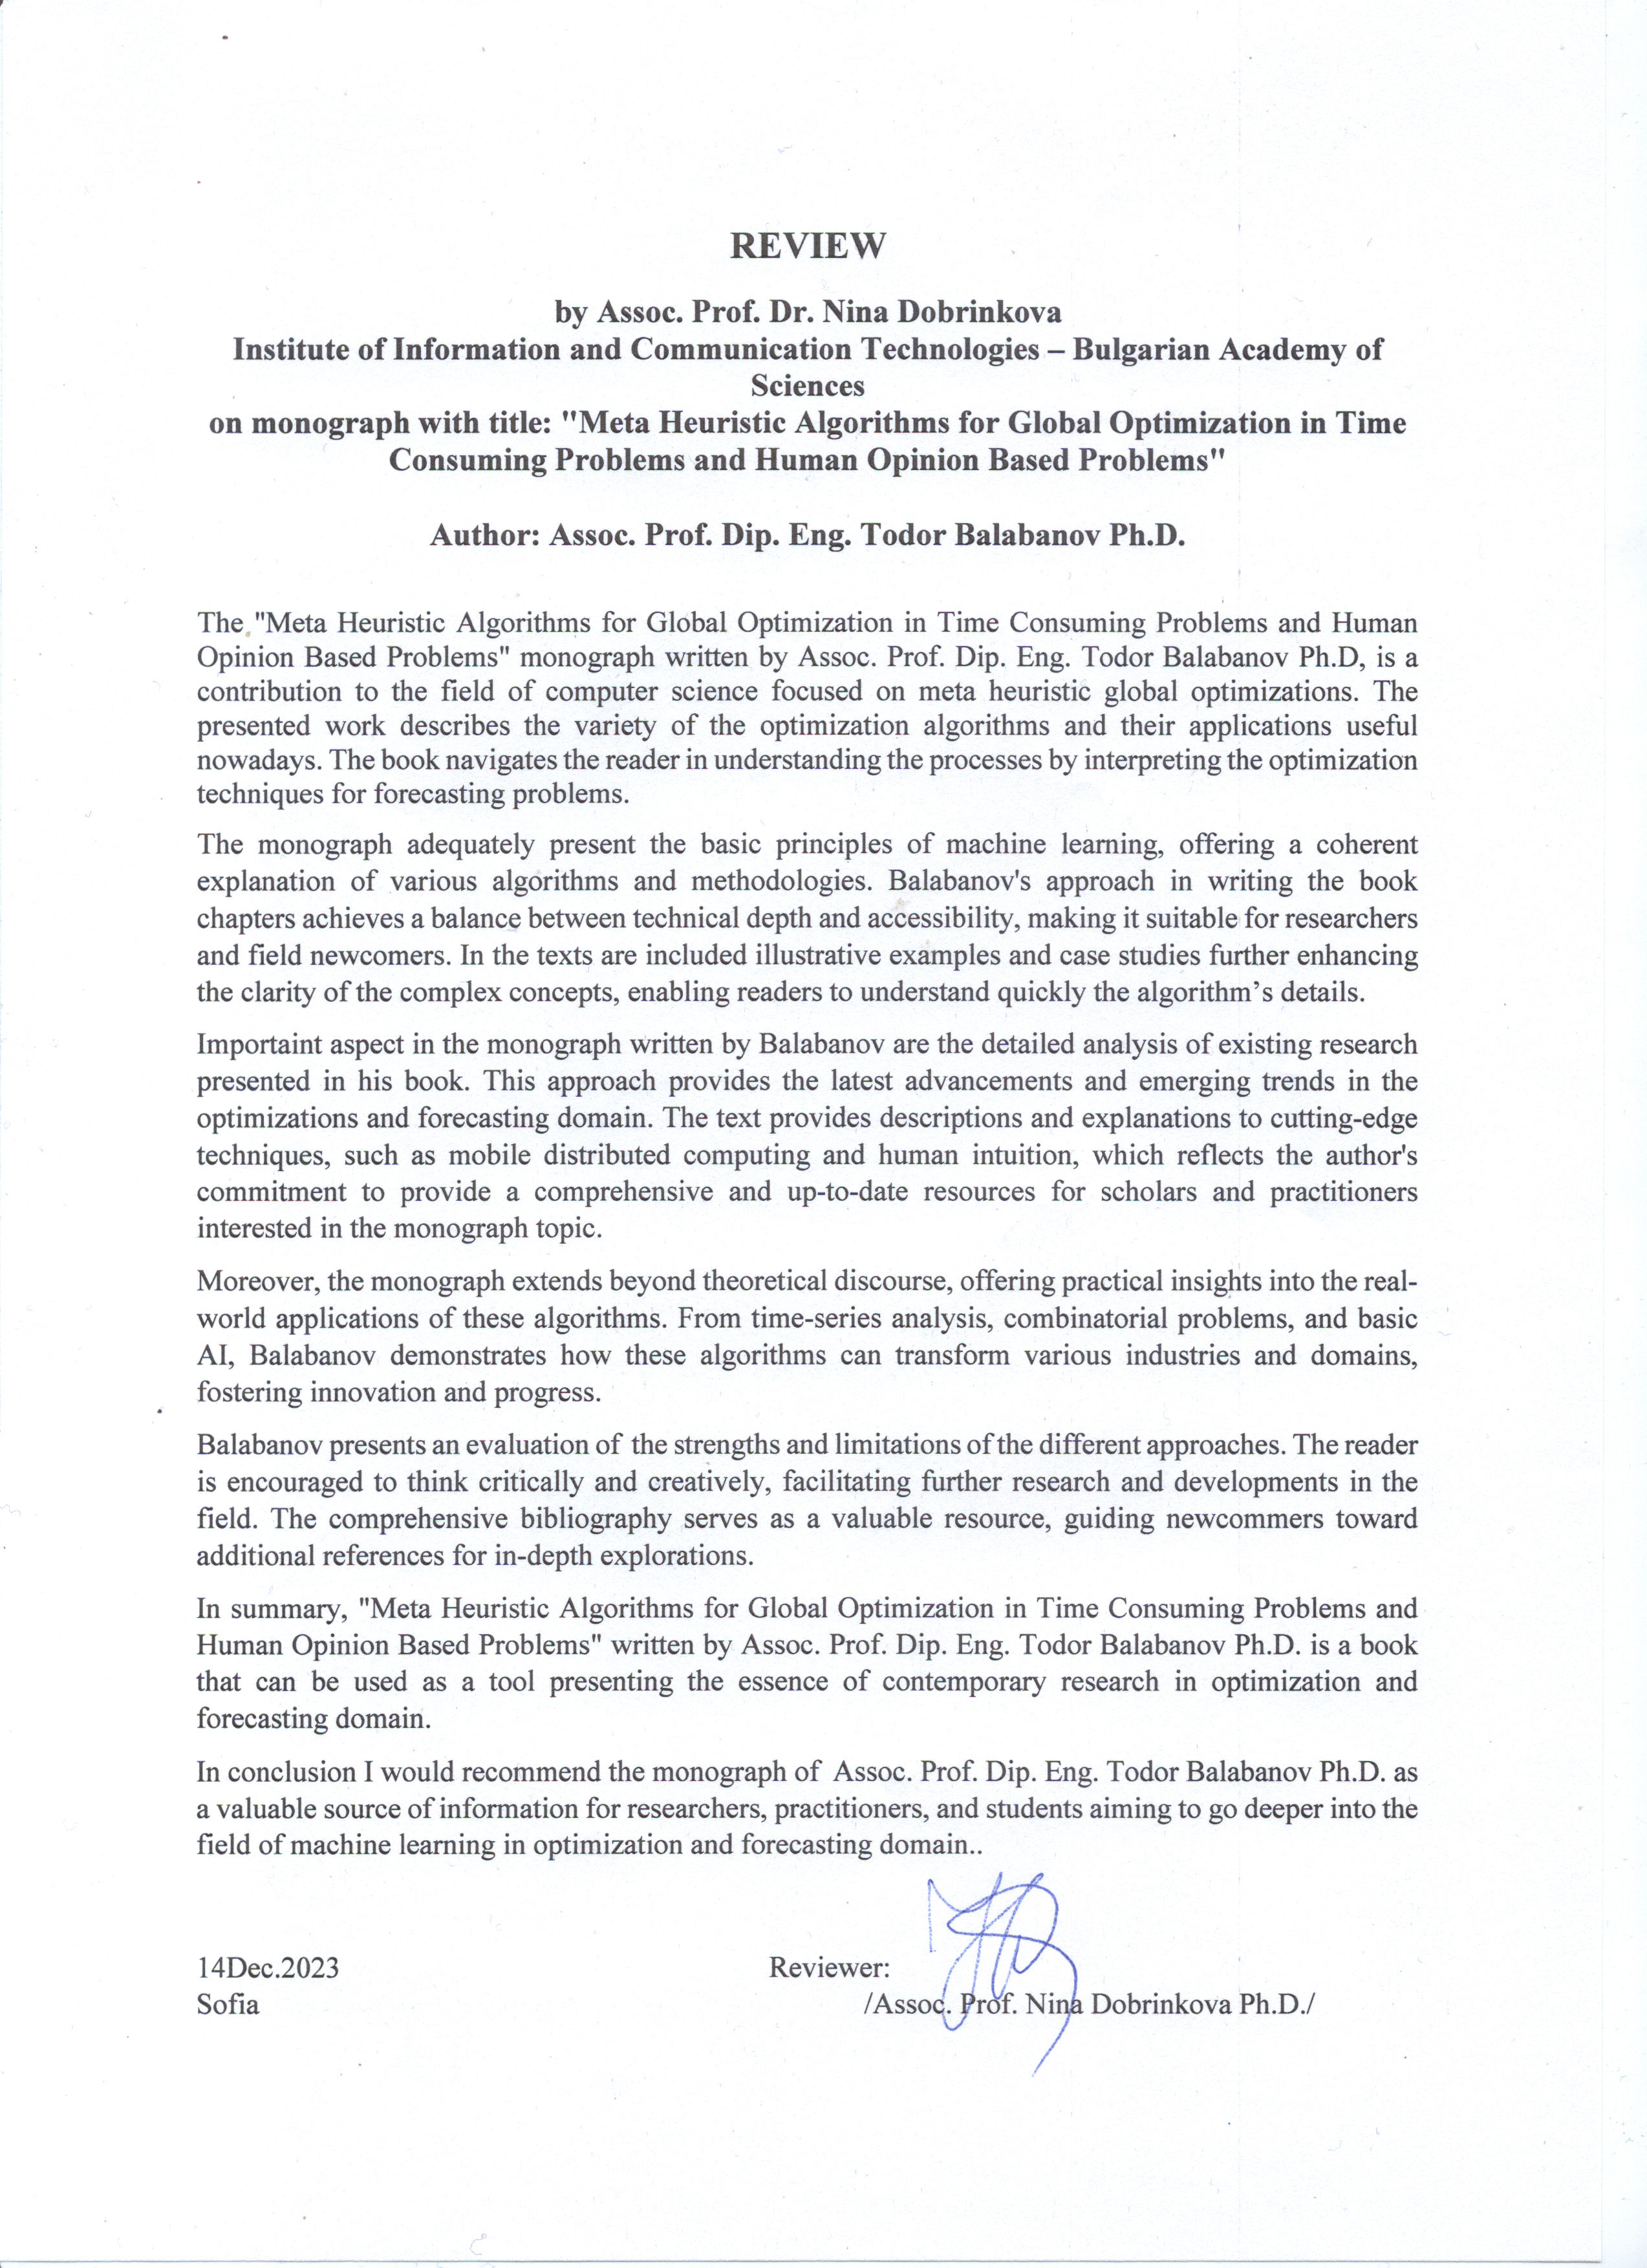 REVIEW
by Assoc. Prof. Dr. Nina Dobrinkova
Institute of Information and Communication Technologies – Bulgarian Academy of
Sciences
on monograph with title: "Meta Heuristic Algorithms for Global Optimization in Time
Consuming Problems and Human Opinion Based Problems"
Author: Assoc. Prof. Dip. Eng. Todor Balabanov Ph.D.
The "Meta Heuristic Algorithms for Global Optimization in Time Consuming Problems and Human
Opinion Based Problems" monograph written by Assoc. Prof. Dip. Eng. Todor Balabanov Ph.D, is a
contribution to the field of computer science focused on meta heuristic global optimizations. The
presented work describes the variety of the optimization algorithms and their applications useful
nowadays. The book navigates the reader in understanding the processes by interpreting the optimization
techniques for forecasting problems.
The monograph adequately present the basic principles of machine learning, offering a coherent
explanation of various algorithms and methodologies. Balabanov's approach in writing the book
chapters achieves a balance between technical depth and accessibility, making it suitable for researchers
and field newcomers. In the texts are included illustrative examples and case studies further enhancing
the clarity of the complex concepts, enabling readers to understand quickly the algorithm’s details.
Importaint aspect in the monograph written by Balabanov are the detailed analysis of existing research
presented in his book. This approach provides the latest advancements and emerging trends in the
optimizations and forecasting domain. The text provides descriptions and explanations to cutting-edge
techniques, such as mobile distributed computing and human intuition, which reflects the author's
commitment to provide a comprehensive and up-to-date resources for scholars and practitioners
interested in the monograph topic.
Moreover, the monograph extends beyond theoretical discourse, offering practical insights into the real-
world applications of these algorithms. From time-series analysis, combinatorial problems, and basic
AI, Balabanov demonstrates how these algorithms can transform various industries and domains,
fostering innovation and progress.
Balabanov presents an evaluation of the strengths and limitations of the different approaches. The reader
is encouraged to think critically and creatively, facilitating further research and developments in the
field. The comprehensive bibliography serves as a valuable resource, guiding newcommers toward
additional references for in-depth explorations.
In summary, "Meta Heuristic Algorithms for Global Optimization in Time Consuming Problems and
Human Opinion Based Problems" written by Assoc. Prof. Dip. Eng. Todor Balabanov Ph.D. is a book
that can be used as a tool presenting the essence of contemporary research in optimization and
forecasting domain.
In conclusion I would recommend the monograph of Assoc. Prof. Dip. Eng. Todor Balabanov Ph.D. as
a valuable source of information for researchers, practitioners, and students aiming to go deeper into the
field of machine learning in optimization and forecasting domain..
14Dec.2023 Reviewer:
Sofia /Assoc. Prof. Nina Dobrinkova Ph.D./